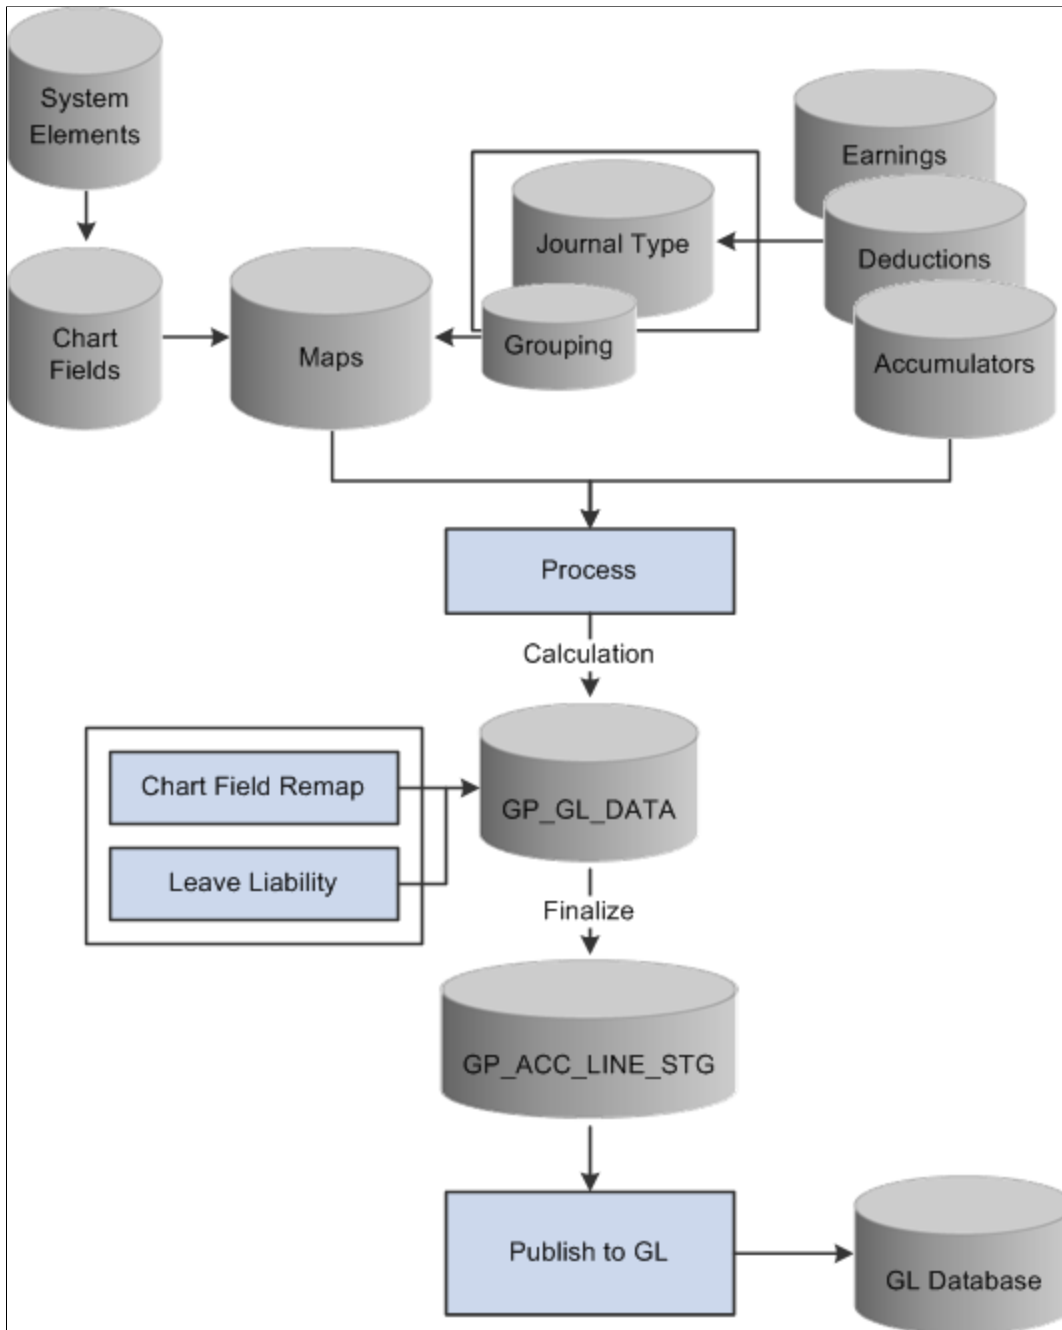 System
Elements
Earnings
Journal Type
Deductions
Chart
Fields
Maps
Grouping
Accumulators
Process
Calculation
Chart Field Remap
GP_GL_DATA
Leave Liability
Finalize
GP_ACC_LINE_STG
Publish to GL
GL Database